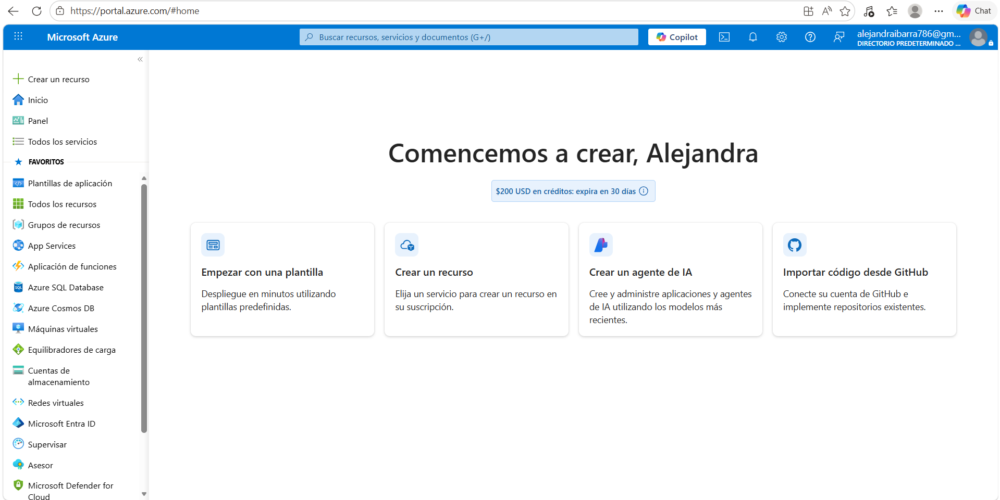 https://portal.azure.com/#home
Chat
Microsoft Azure
Buscar recursos, servicios y documentos (G+/)
Copilot
alejandraibarra786@gm...
DIRECTORIO PREDETERMINADO ...
Crear un recurso
Inicio
Panel
Todos los servicios
FAVORITOS
Plantillas de aplicación
Todos los recursos
Grupos de recursos
App Services
Aplicación de funciones
Azure SQL Database
Azure Cosmos DB
Máquinas virtuales
Equilibradores de carga
Cuentas de
almacenamiento
Redes virtuales
Microsoft Entra ID
Supervisar
Asesor
Microsoft Defender for
Cloud
Comencemos a crear, Alejandra
$200 USD en créditos: expira en 30 días
Empezar con una plantilla
Despliegue en minutos utilizando
plantillas predefinidas.
Crear un recurso
Elija un servicio para crear un recurso en
su suscripción.
Crear un agente de IA
Cree y administre aplicaciones y agentes
de IA utilizando los modelos más
recientes.
Importar código desde GitHub
Conecte su cuenta de GitHub e
implemente repositorios existentes.